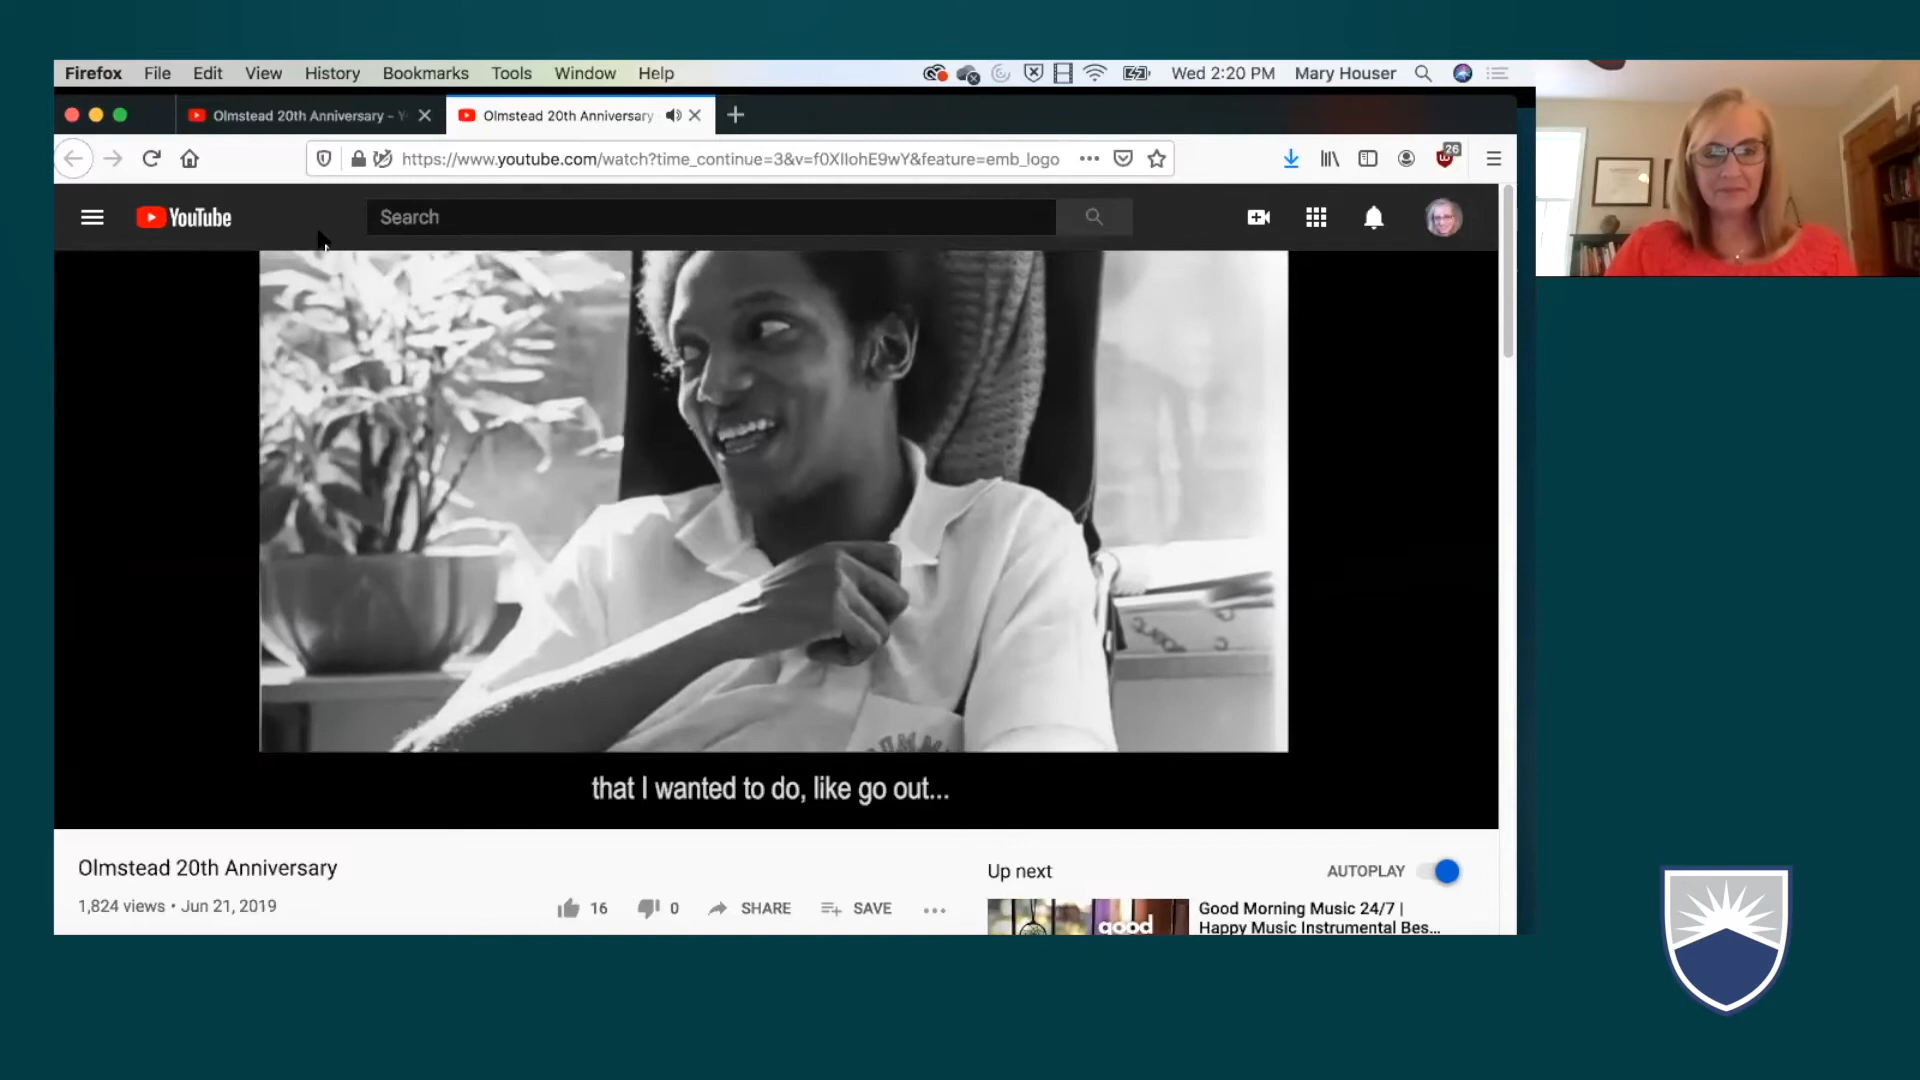 Firefox File Edit View History Bookmarks Tools Window Help Wed 2:20 PM Mary Houser
Olmstead 20th Anniversary - Y
Olmstead 20th Anniversary
https://www.youtube.com/watch?time_continue=3&v=f0XlIohE9wY&feature=emb_logo
26
YouTube
Search
that I wanted to do, like go out...
Olmstead 20th Anniversary
1,824 views • Jun 21, 2019
16
0
SHARE
SAVE
Up next
AUTOPLAY
good
Good Morning Music 24/7 |
Happy Music Instrumental Bes...